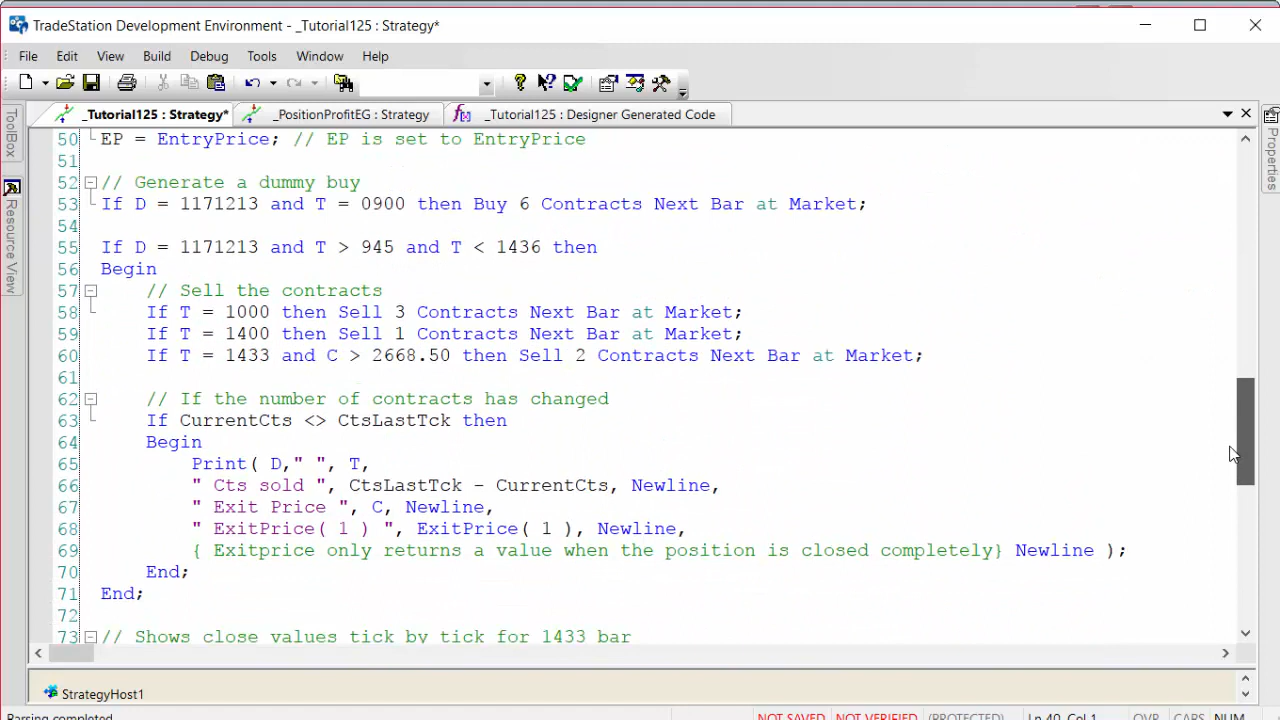 TradeStation Development Environment - _Tutorial125 : Strategy*
File Edit View Build Debug Tools Window Help
_Tutorial125 : Strategy* _PositionProfitEG : Strategy _Tutorial125 : Designer Generated Code
ToolBox
Resource View
Properties
50 EP = EntryPrice; // EP is set to EntryPrice
51
52 // Generate a dummy buy
53 If D = 1171213 and T = 0900 then Buy 6 Contracts Next Bar at Market;
54
55 If D = 1171213 and T > 945 and T < 1436 then
56 Begin
57 // Sell the contracts
58 If T = 1000 then Sell 3 Contracts Next Bar at Market;
59 If T = 1400 then Sell 1 Contracts Next Bar at Market;
60 If T = 1433 and C > 2668.50 then Sell 2 Contracts Next Bar at Market;
61
62 // If the number of contracts has changed
63 If CurrentCts <> CtsLastTck then
64 Begin
65 Print( D," ", T,
66 " Cts sold ", CtsLastTck - CurrentCts, Newline,
67 " Exit Price ", C, Newline,
68 " ExitPrice( 1 ) ", ExitPrice( 1 ), Newline,
69 { Exitprice only returns a value when the position is closed completely} Newline );
70 End;
71 End;
72
73 // Shows close values tick by tick for 1433 bar
StrategyHost1
Parsing completed NOT SAVED NOT VERIFIED (PROTECTED) Ln 40, Col 1 OVR CAPS NUM